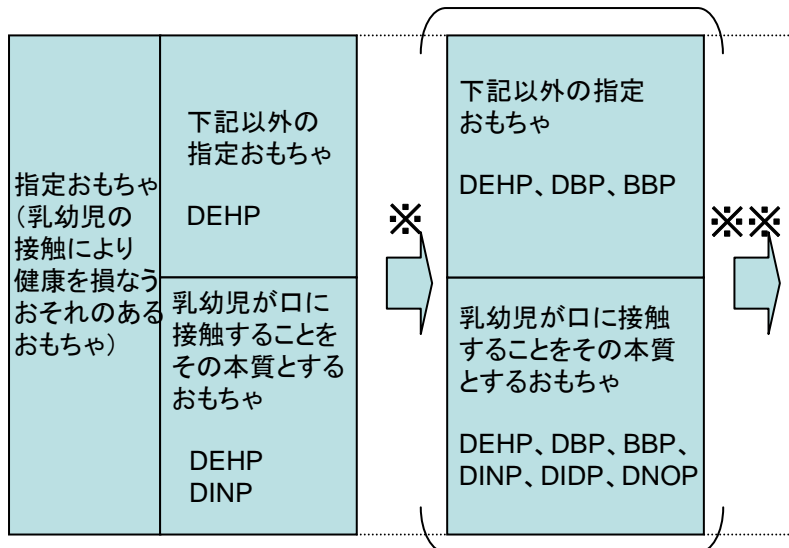 指定おもちゃ
(乳幼児の
接触により
健康を損なう
おそれのある
おもちゃ)
下記以外の
指定おもちゃ
DEHP
乳幼児が口に
接触することを
その本質とする
おもちゃ
DEHP
DINP
※
下記以外の指定
おもちゃ
DEHP、DBP、BBP
乳幼児が口に接触
することをその本質
とするおもちゃ
DEHP、DBP、BBP、
DINP、DIDP、DNOP
※※